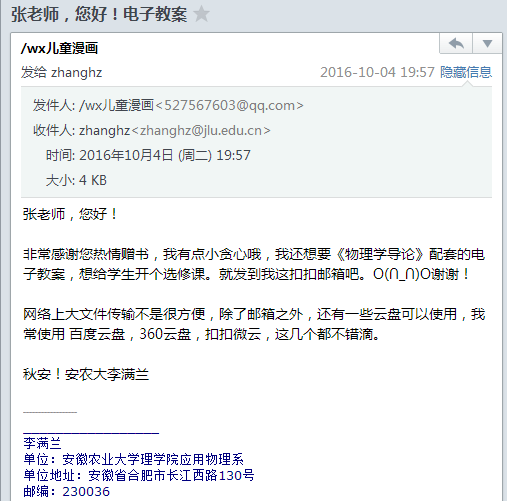 张老师，您好！电子教案
/wx儿童漫画
发给 zhanghz
2016-10-04 19:57 隐藏信息
发件人: /wx儿童漫画<527567603@qq.com>
收件人: zhanghz<zhanghz@jlu.edu.cn>
时间: 2016年10月4日 (周二) 19:57
大小: 4 KB
张老师，您好！
非常感谢您热情赠书，我有点小贪心哦，我还想要《物理学导论》配套的电
子教案，想给学生开个选修课。就发到我这扣扣邮箱吧。O(∩_∩)O谢谢！
网络上大文件传输不是很方便，除了邮箱之外，还有一些云盘可以使用，我
常使用 百度云盘，360云盘，扣扣微云，这几个都不错滴。
秋安！安农大李满兰
李满兰
单位：安徽农业大学理学院应用物理系
单位地址：安徽省合肥市长江西路130号
邮编：230036